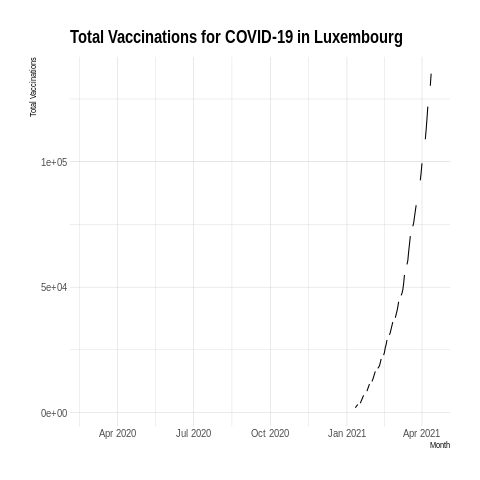 Total Vaccinations for COVID-19 in Luxembourg
Total Vaccinations
1e+05
5e+04
0e+00
Apr 2020 Jul 2020 Oct 2020 Jan 2021 Apr 2021
Month